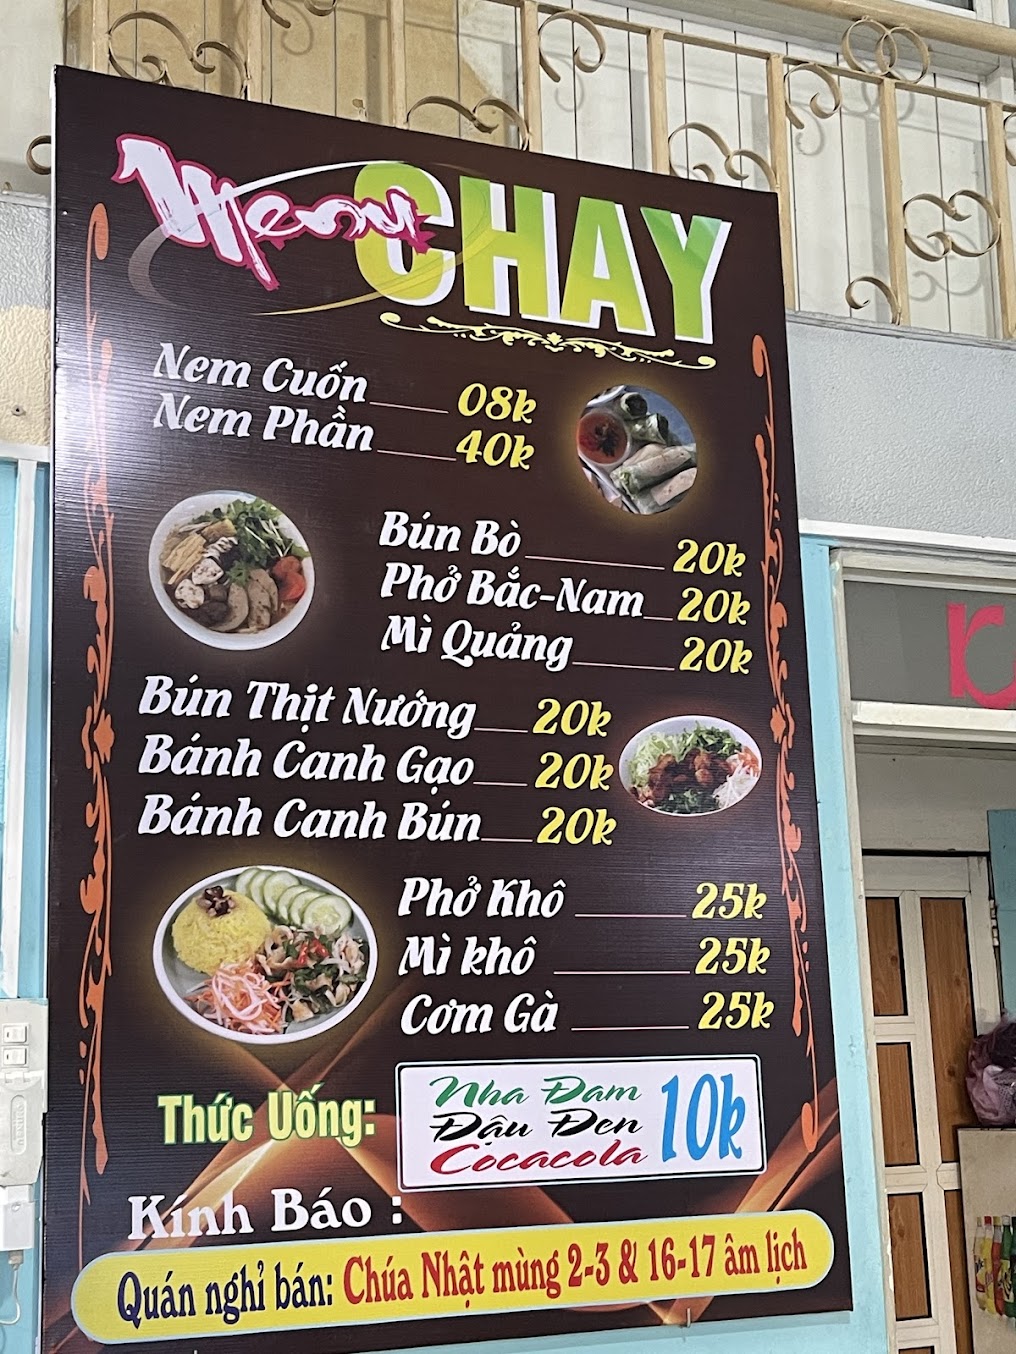 Menu CHAY
Nem Cuốn 08k
Nem Phần 40k
Bún Bò 20k
Phở Bắc-Nam 20k
Mì Quảng 20k
Bún Thịt Nướng 20k
Bánh Canh Gạo 20k
Bánh Canh Bún 20k
Phở Khô 25k
Mì khô 25k
Cơm Gà 25k
Thức Uống:
Nha Đam
Đậu Đen
Cocacola
10k
Kính Báo :
Quán nghỉ bán: Chúa Nhật mùng 2-3 & 16-17 âm lịch